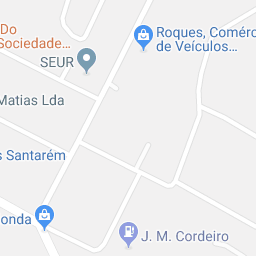 Do
Sociedade...
SEUR
Roques, Comérc
de Veículos...
Matias Lda
s Santarém
onda
J. M. Cordeiro